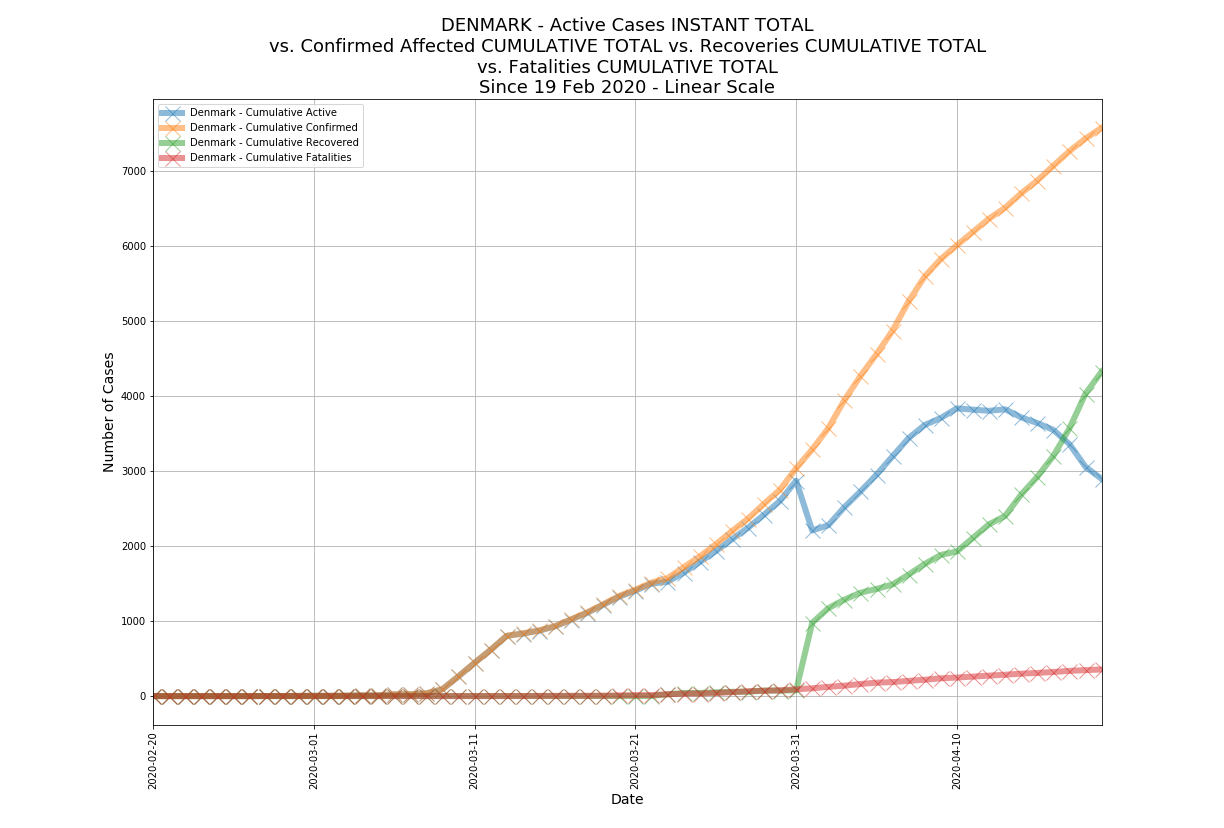 DENMARK - Active Cases INSTANT TOTAL
vs. Confirmed Affected CUMULATIVE TOTAL vs. Recoveries CUMULATIVE TOTAL
vs. Fatalities CUMULATIVE TOTAL
Since 19 Feb 2020 - Linear Scale
Denmark - Cumulative Active
Denmark - Cumulative Confirmed
Denmark - Cumulative Recovered
Denmark - Cumulative Fatalities
Number of Cases
7000
6000
5000
4000
3000
2000
1000
0
2020-02-20
2020-03-01
2020-03-11
2020-03-21
2020-03-31
2020-04-10
Date